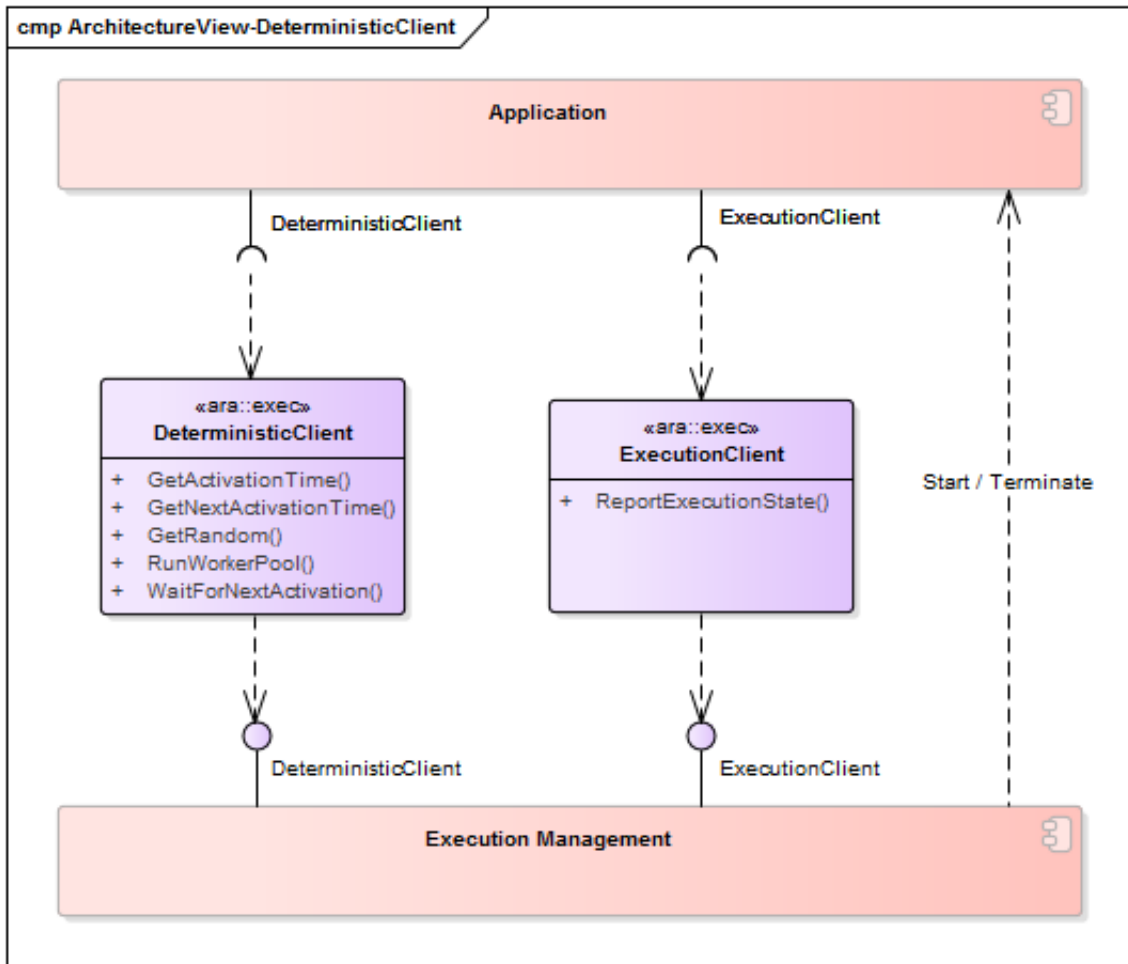 cmp ArchitectureView-DeterministicClient
Application
DeterministicClient
ExecutionClient
«ara::exec»
DeterministicClient
+ GetActivationTime()
+ GetNextActivationTime()
+ GetRandom()
+ RunWorkerPool()
+ WaitForNextActivation()
«ara::exec»
ExecutionClient
+ ReportExecutionState()
Start / Terminate
DeterministicClient
ExecutionClient
Execution Management